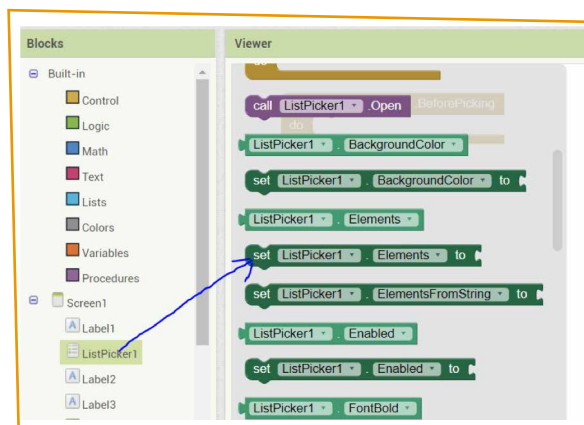 Blocks
Viewer
Built-in
Control
Logic
Math
Text
Lists
Colors
Variables
Procedures
Screen1
Label1
ListPicker1
Label2
Label3
do
call ListPicker1 .Open
BeforePicking
do
ListPicker1 . BackgroundColor
set ListPicker1 . BackgroundColor to
ListPicker1 . Elements
set ListPicker1 . Elements to
set ListPicker1 . ElementsFromString to
ListPicker1 . Enabled
set ListPicker1 . Enabled to
ListPicker1 . FontBold